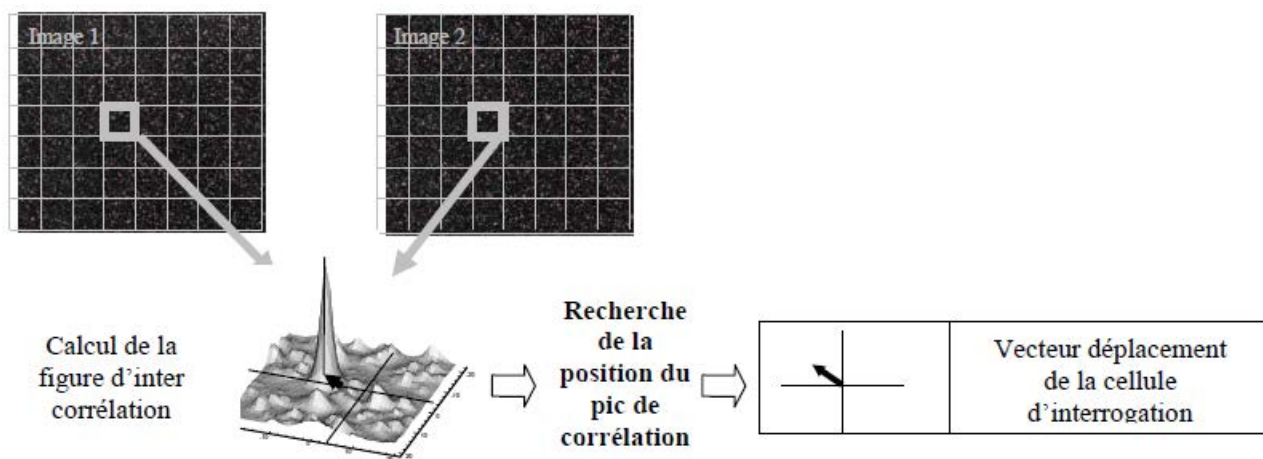 Image 1
Image 2
Calcul de la
figure d’inter
corrélation
Recherche
de la
position du
pic de
corrélation
Vecteur déplacement
de la cellule
d’interrogation